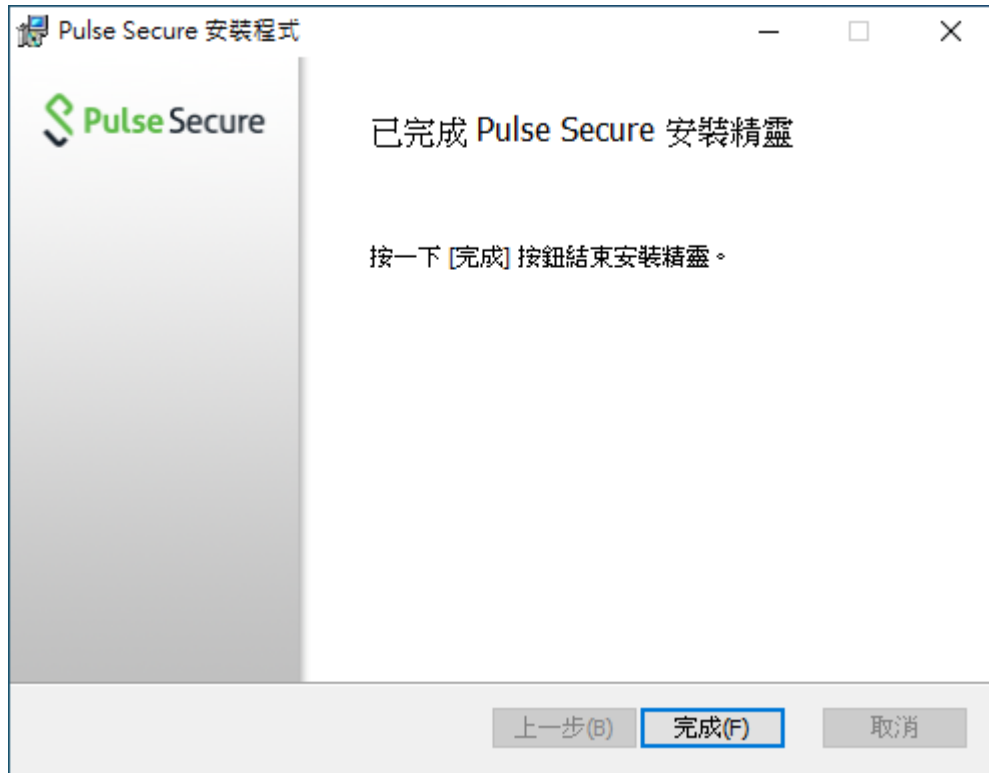 Pulse Secure 安裝程式
Pulse Secure
已完成 Pulse Secure 安裝精靈
按一下 [完成] 按鈕結束安裝精靈。
上一步(B) 完成(F) 取消